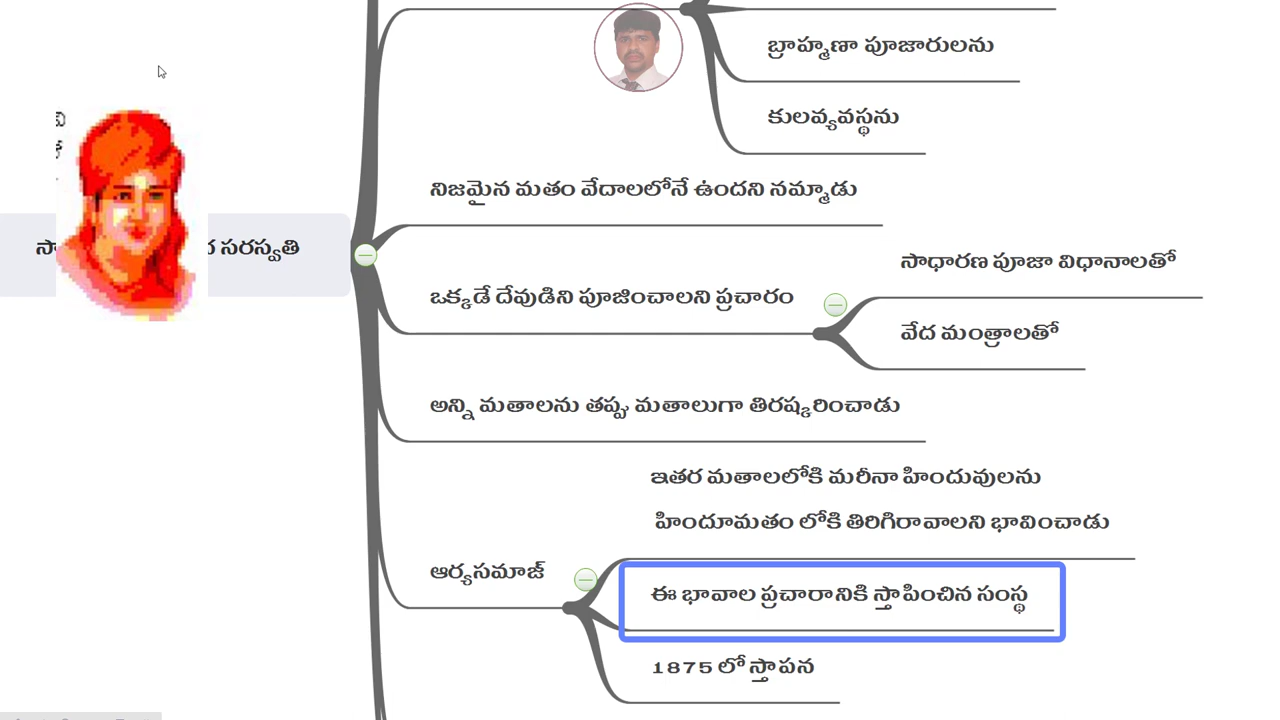 బ్రాహ్మణా పూజారులను
కులవ్యవస్థను
నిజమైన మతం వేదాలలోనే ఉందని నమ్మాడు
సరస్వతి
ఒక్కడే దేవుడిని పూజించాలని ప్రచారం
సాధారణ పూజా విధానాలతో
వేద మంత్రాలతో
అన్ని మతాలను తప్పు మతాలుగా తిరష్కరించాడు
ఆర్యసమాజ్
ఇతర మతాలలోకి మరీనా హిందువులను
హిందూమతం లోకి తిరిగిరావాలని భావించాడు
ఈ భావాల ప్రచారానికి స్తాపించిన సంస్థ
1875 లో స్తాపన